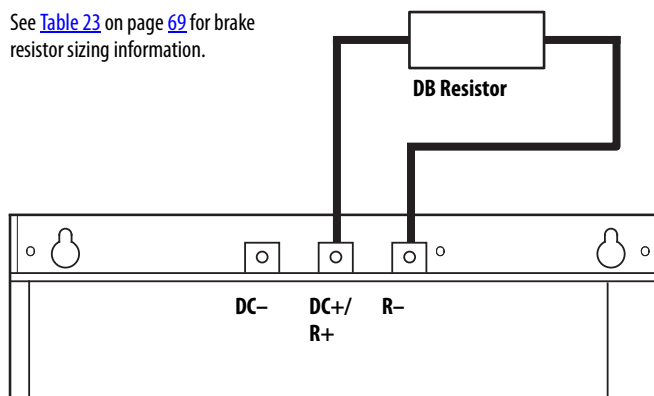 See Table 23 on page 69 for brake
resistor sizing information.
DB Resistor
DC– DC+/ R–
R+